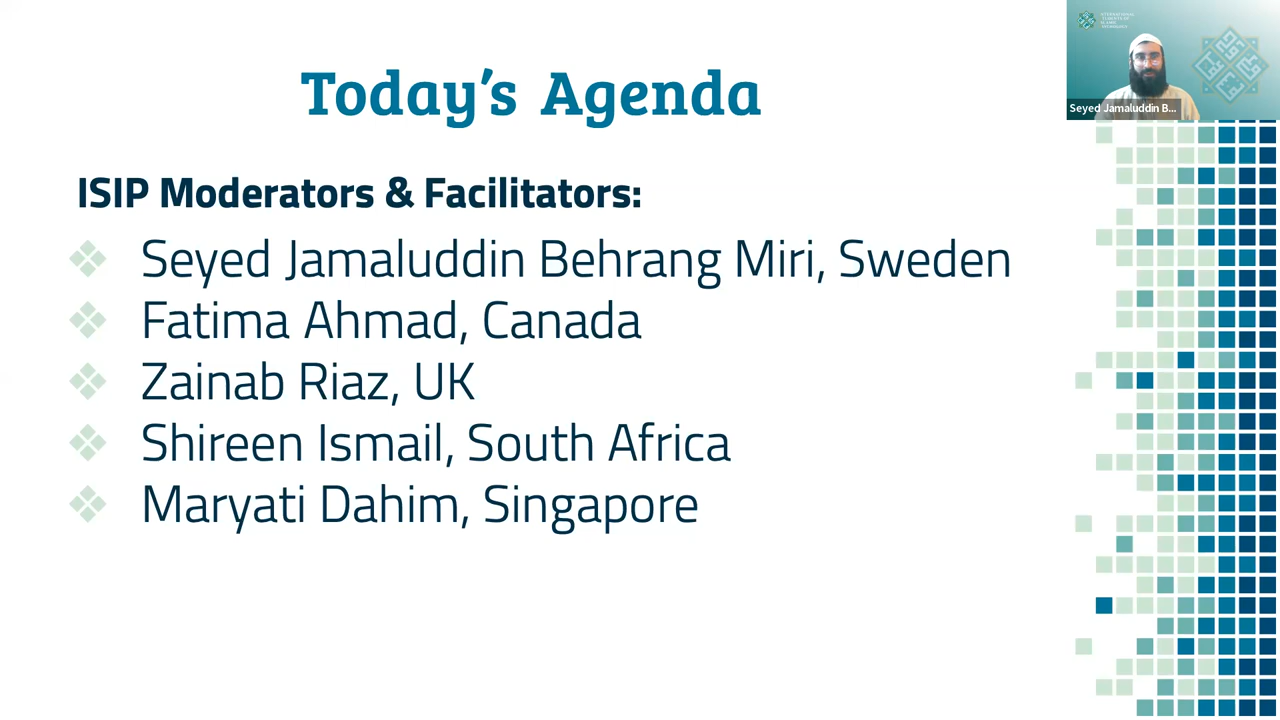 Today's Agenda
ISIP Moderators & Facilitators:
Seyed Jamaluddin Behrang Miri, Sweden
Fatima Ahmad, Canada
Zainab Riaz, UK
Shireen Ismail, South Africa
Maryati Dahim, Singapore
Seyed Jamaluddin B...